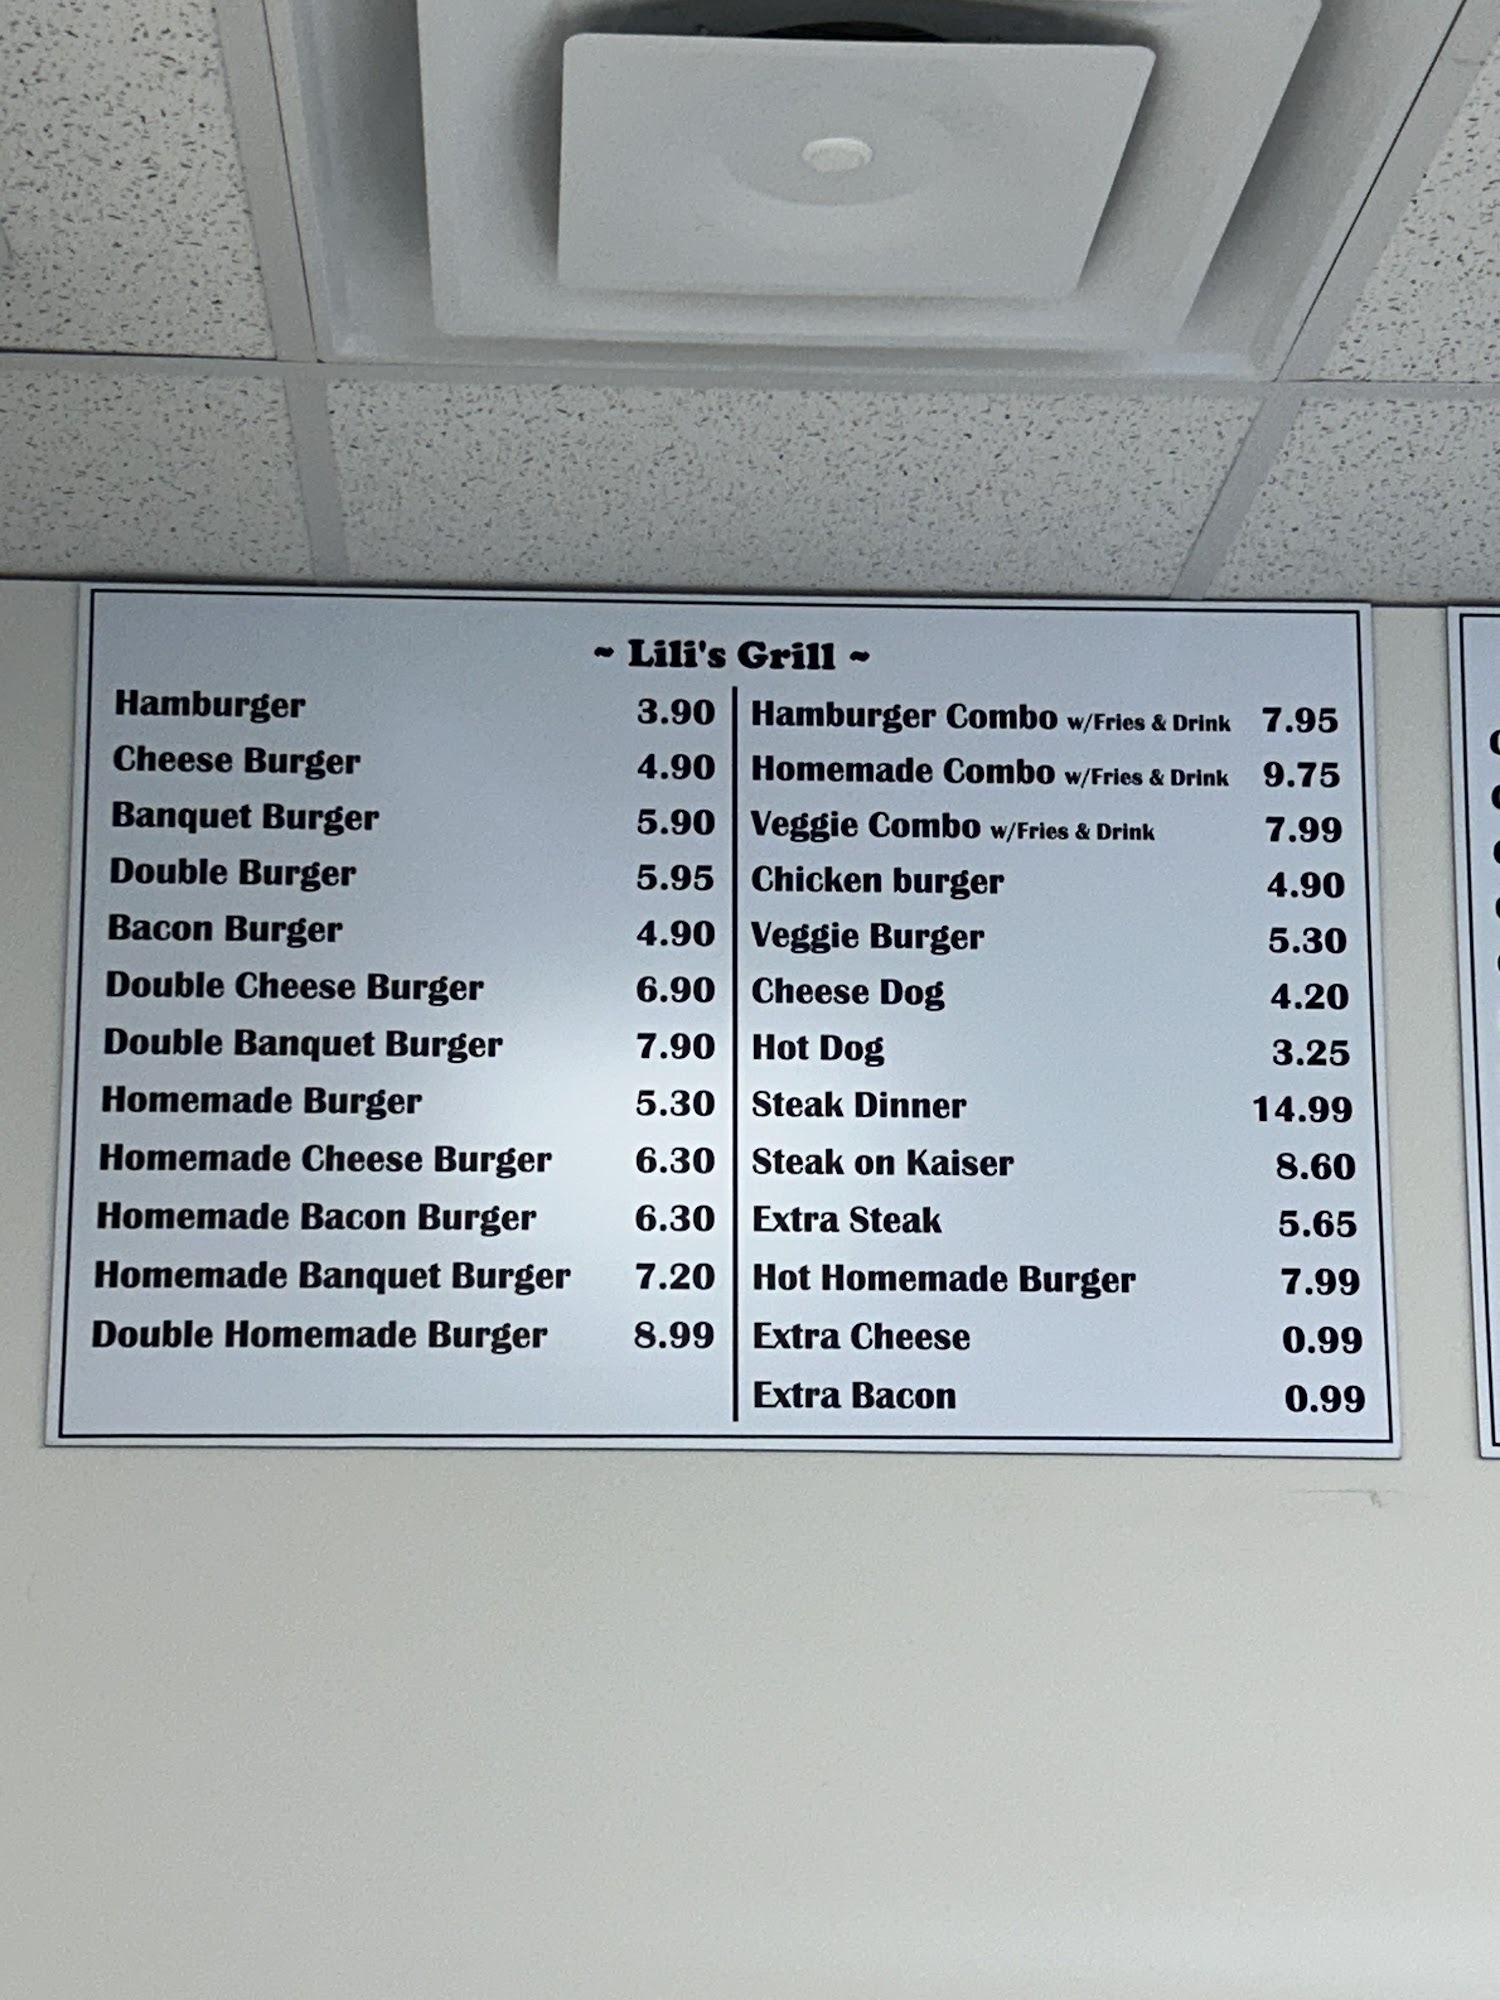 ~ Lili's Grill ~
Hamburger 3.90
Cheese Burger 4.90
Banquet Burger 5.90
Double Burger 5.95
Bacon Burger 4.90
Double Cheese Burger 6.90
Double Banquet Burger 7.90
Homemade Burger 5.30
Homemade Cheese Burger 6.30
Homemade Bacon Burger 6.30
Homemade Banquet Burger 7.20
Double Homemade Burger 8.99
Hamburger Combo w/Fries & Drink 7.95
Homemade Combo w/Fries & Drink 9.75
Veggie Combo w/Fries & Drink 7.99
Chicken burger 4.90
Veggie Burger 5.30
Cheese Dog 4.20
Hot Dog 3.25
Steak Dinner 14.99
Steak on Kaiser 8.60
Extra Steak 5.65
Hot Homemade Burger 7.99
Extra Cheese 0.99
Extra Bacon 0.99